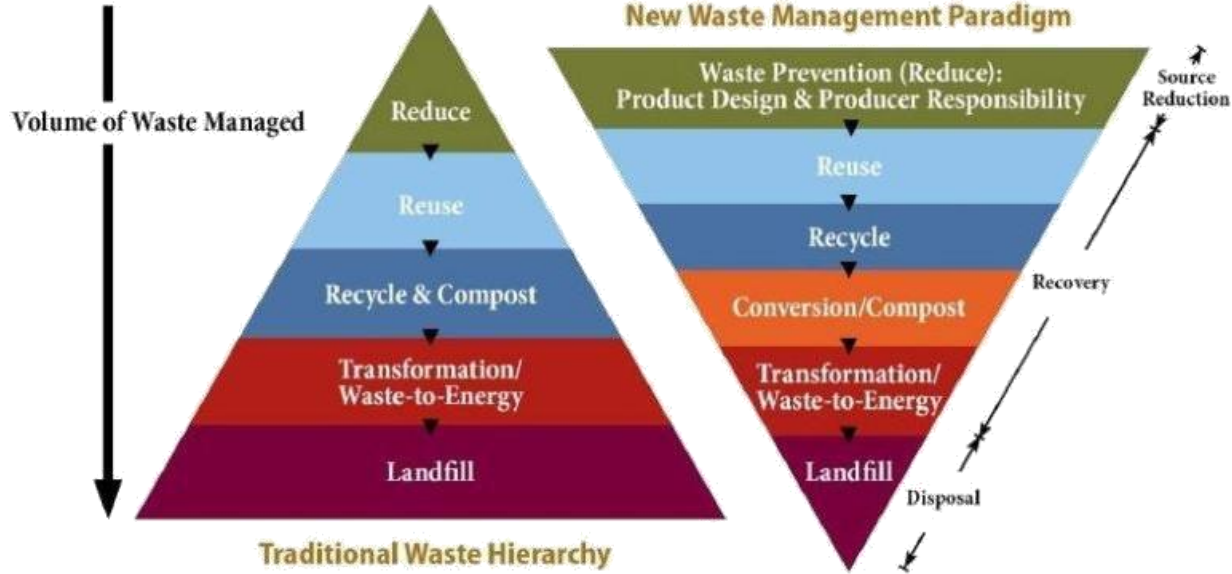 New Waste Management Paradigm
Volume of Waste Managed
Reduce
Reuse
Recycle & Compost
Transformation/
Waste-to-Energy
Landfill
Traditional Waste Hierarchy
Waste Prevention (Reduce):
Product Design & Producer Responsibility
Reuse
Recycle
Conversion/Compost
Transformation/
Waste-to-Energy
Landfill
Source
Reduction
Recovery
Disposal